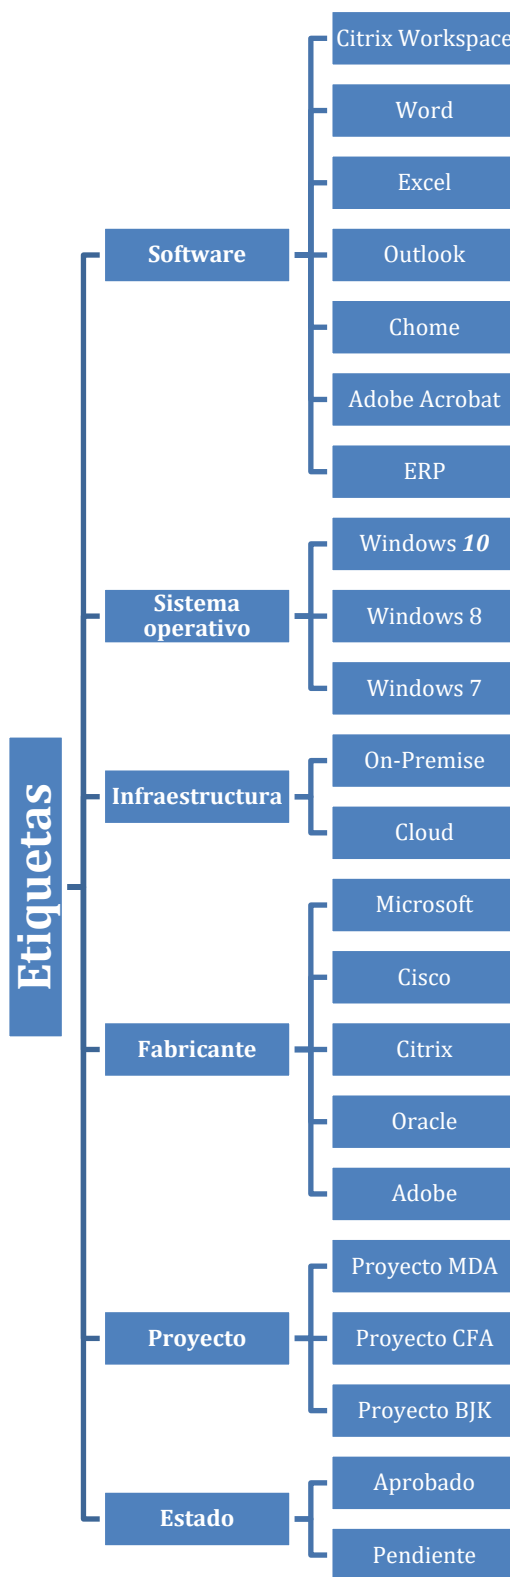 Etiquetas
Software
Citrix Workspace
Word
Excel
Outlook
Chome
Adobe Acrobat
ERP
Sistema
operativo
Windows 10
Windows 8
Windows 7
Infraestructura
On-Premise
Cloud
Fabricante
Microsoft
Cisco
Citrix
Oracle
Adobe
Proyecto
Proyecto MDA
Proyecto CFA
Proyecto BJK
Estado
Aprobado
Pendiente